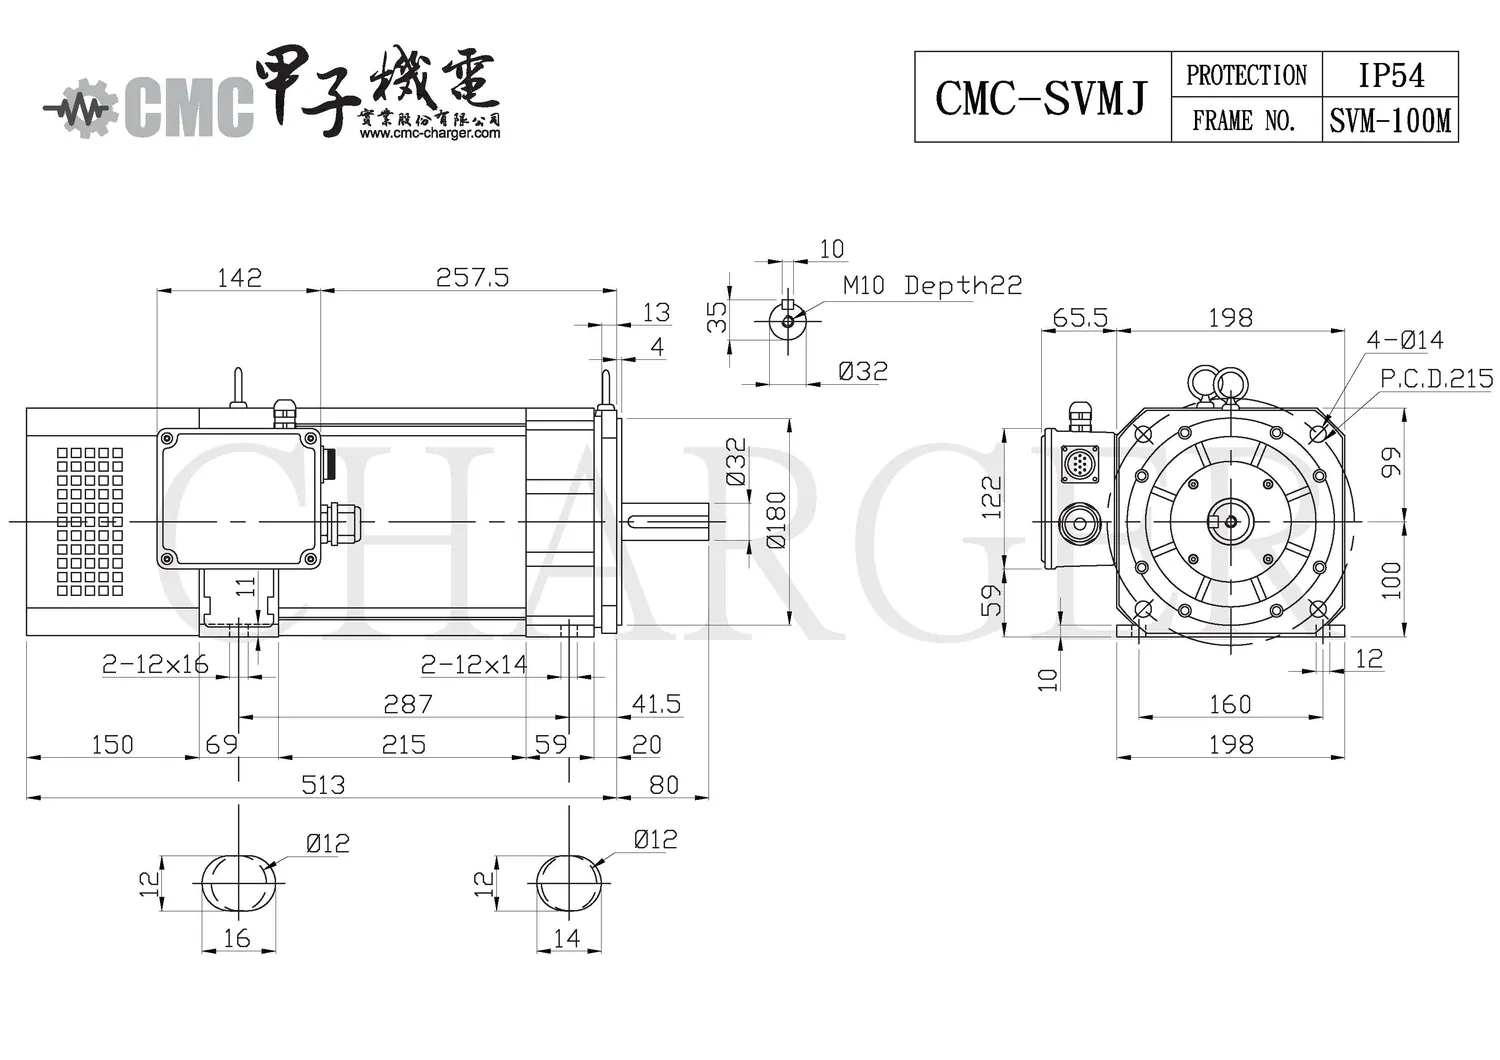 CMC 甲子機電
實業股份有限公司
www.cmc-charger.com
CMC-SVMJ
PROTECTION
IP54
FRAME NO.
SVM-100M
10
M10 Depth22
35
Ø32
142
257.5
13
4
Ø32
Ø180
11
2-12x16
2-12x14
287
41.5
150
69
215
59
20
513
80
Ø12
12
16
Ø12
12
14
65.5
198
4-Ø14
P.C.D.215
122
59
10
99
100
12
160
198
CHARGER